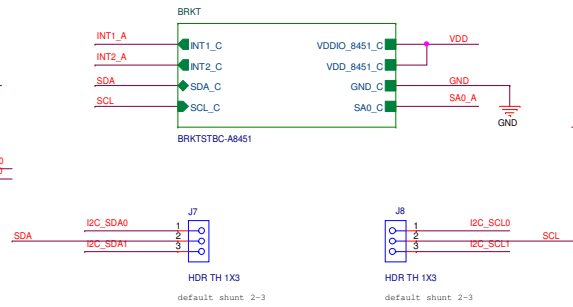 BRKT
INT1_A
INT1_C
VDDIO_8451_C
VDD
INT2_A
INT2_C
VDD_8451_C
SDA
SDA_C
GND_C
GND
SCL
SCL_C
SA0_C
SA0_A
GND
BRKTSTBC-A8451
0
J7
J8
I2C_SDA0
1
1
I2C_SCL0
SDA
2
2
SCL
I2C_SDA1
3
3
I2C_SCL1
HDR TH 1X3
HDR TH 1X3
default shunt 2-3
default shunt 2-3